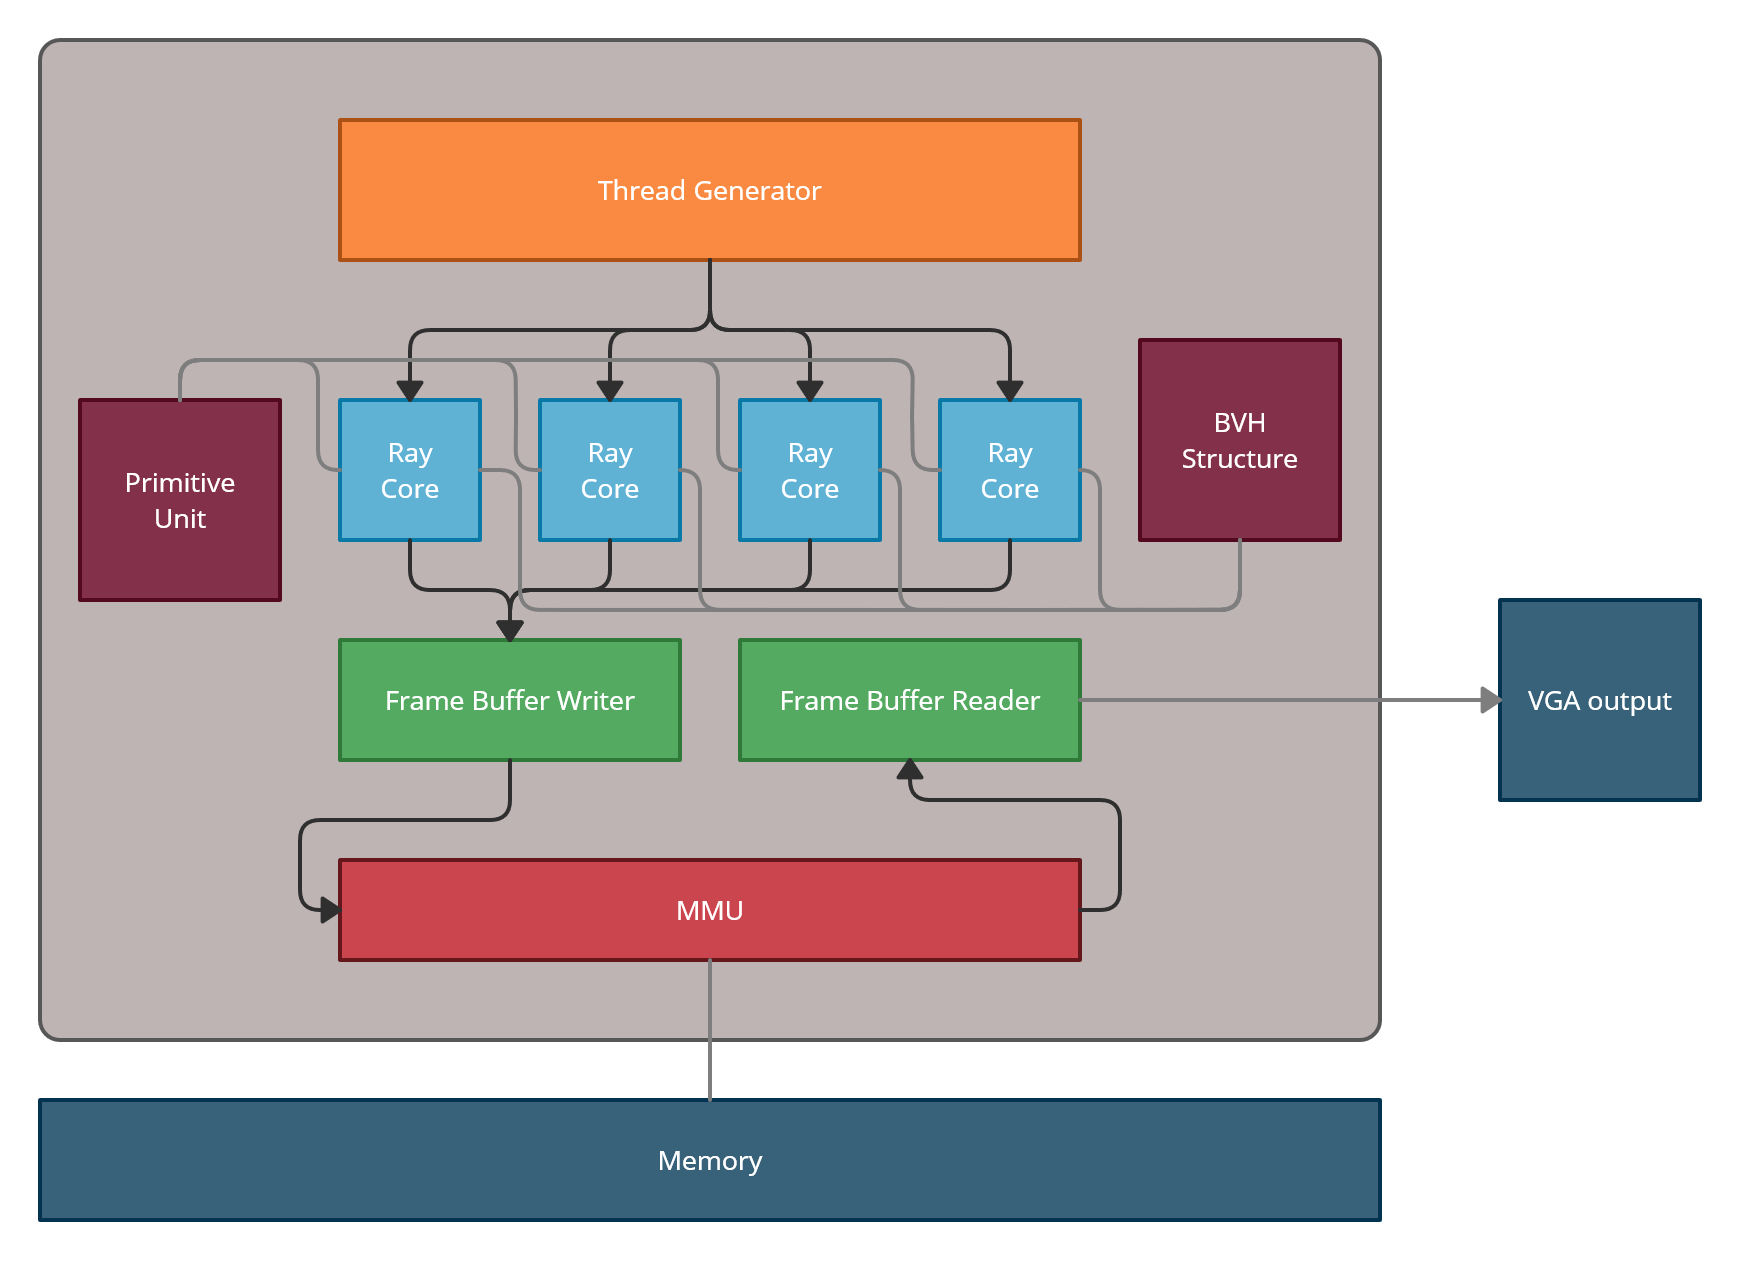 Thread Generator
Primitive
Unit
Ray
Core
Ray
Core
Ray
Core
Ray
Core
BVH
Structure
Frame Buffer Writer
Frame Buffer Reader
VGA output
MMU
Memory